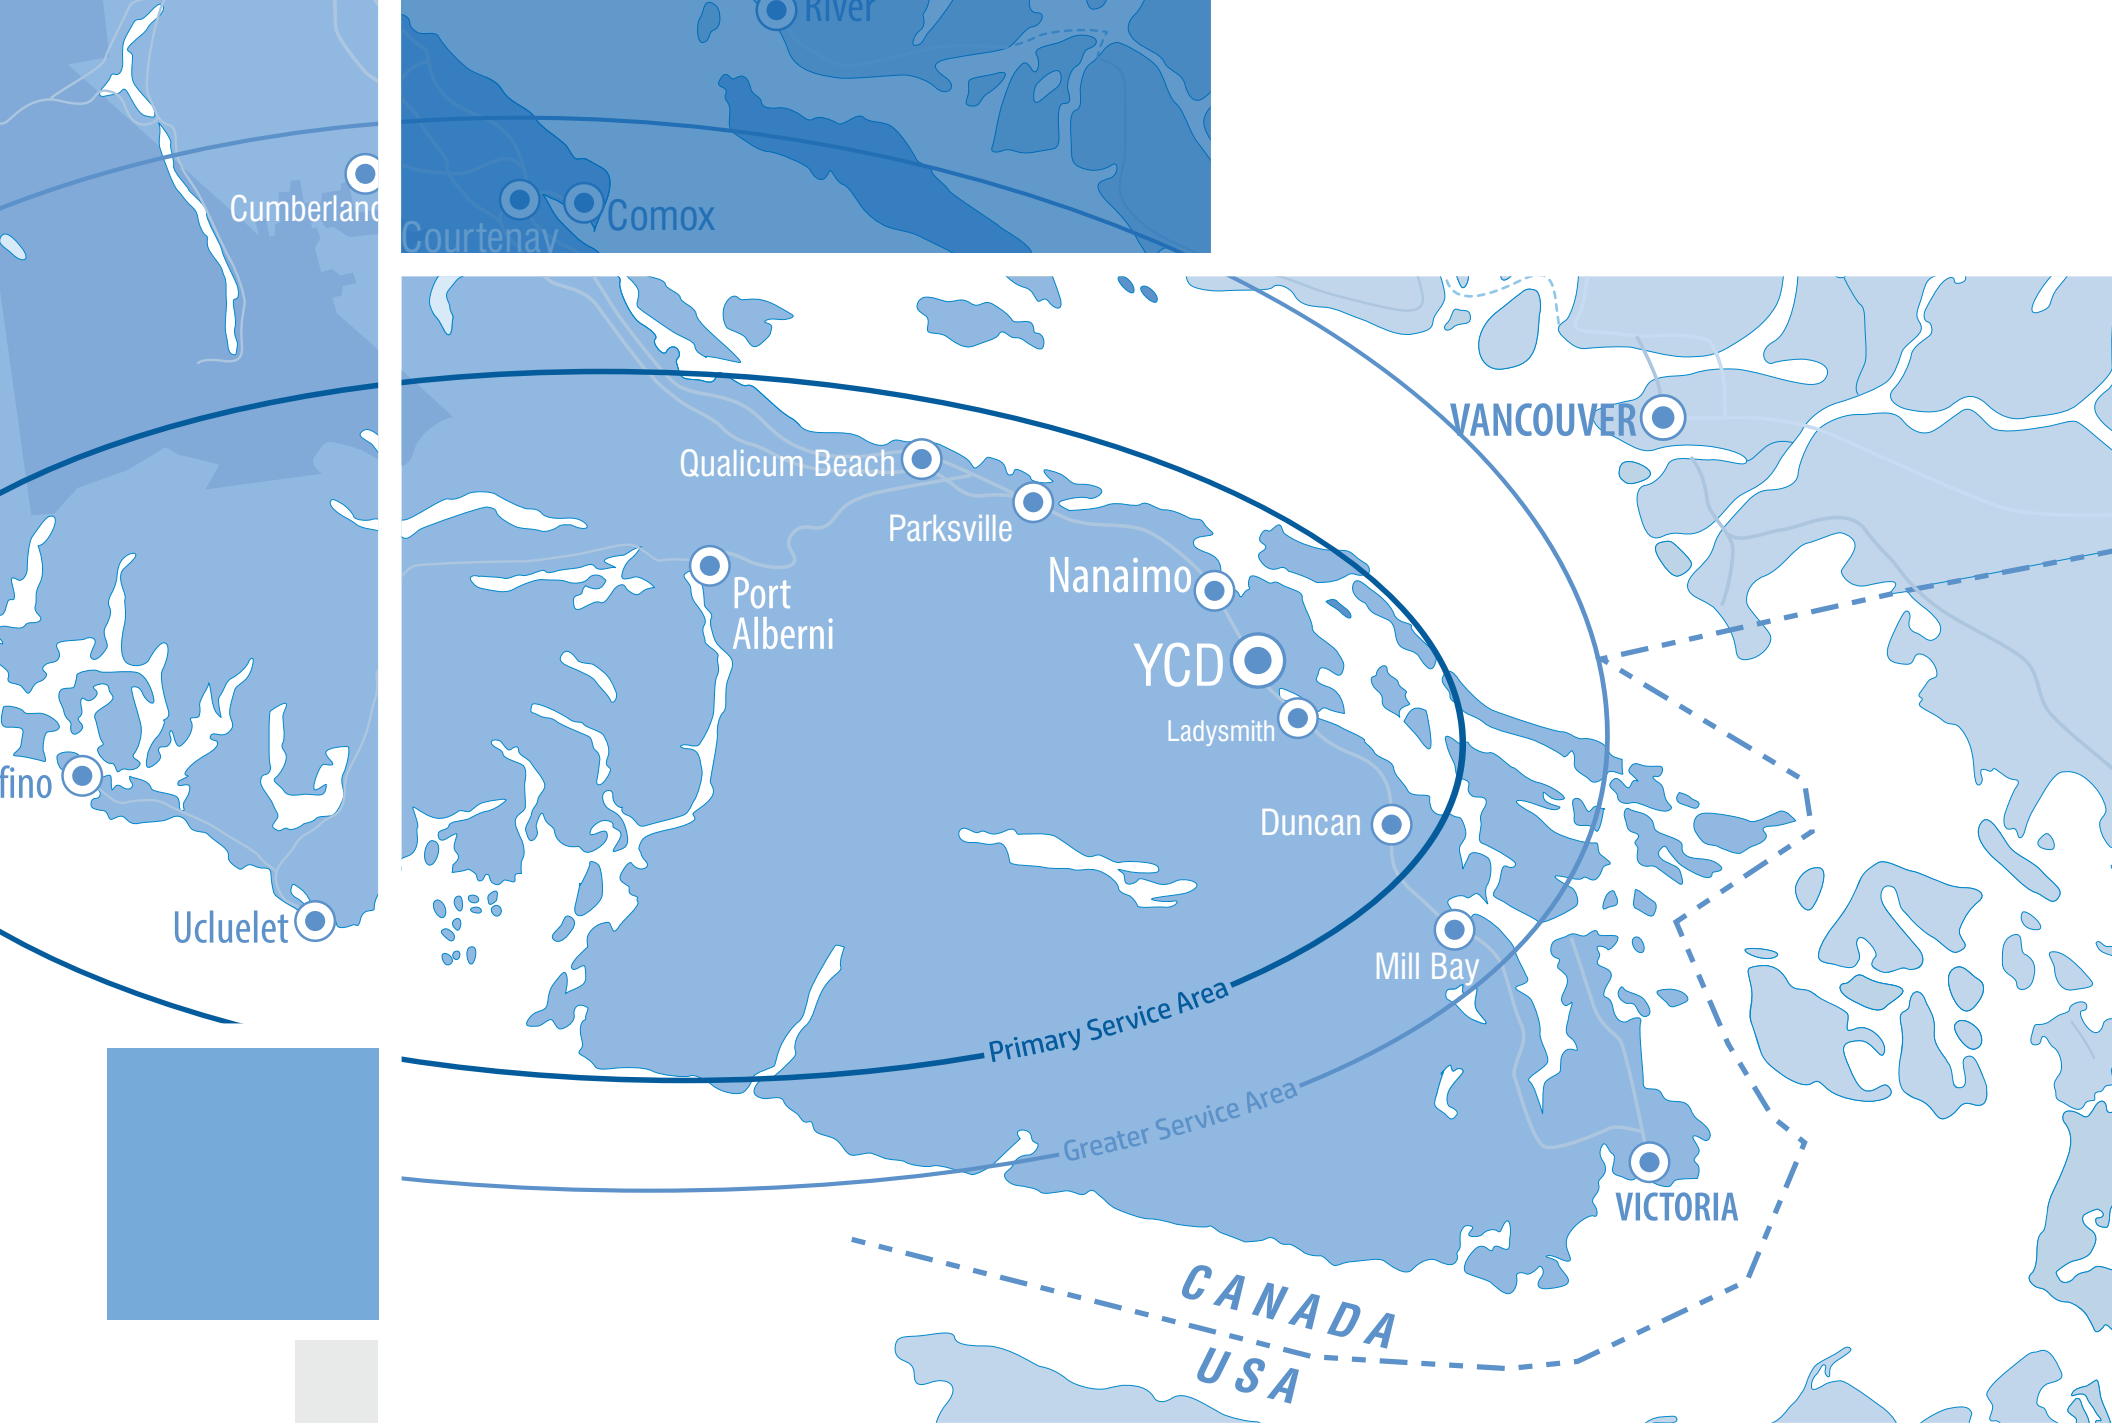 River
Cumberland
Comox
Courtenay
VANCOUVER
Qualicum Beach
Parksville
Nanaimo
Port
Alberni
YCD
Ladysmith
fino
Duncan
Ucluelet
Mill Bay
Primary Service Area
Greater Service Area
VICTORIA
CANADA
USA